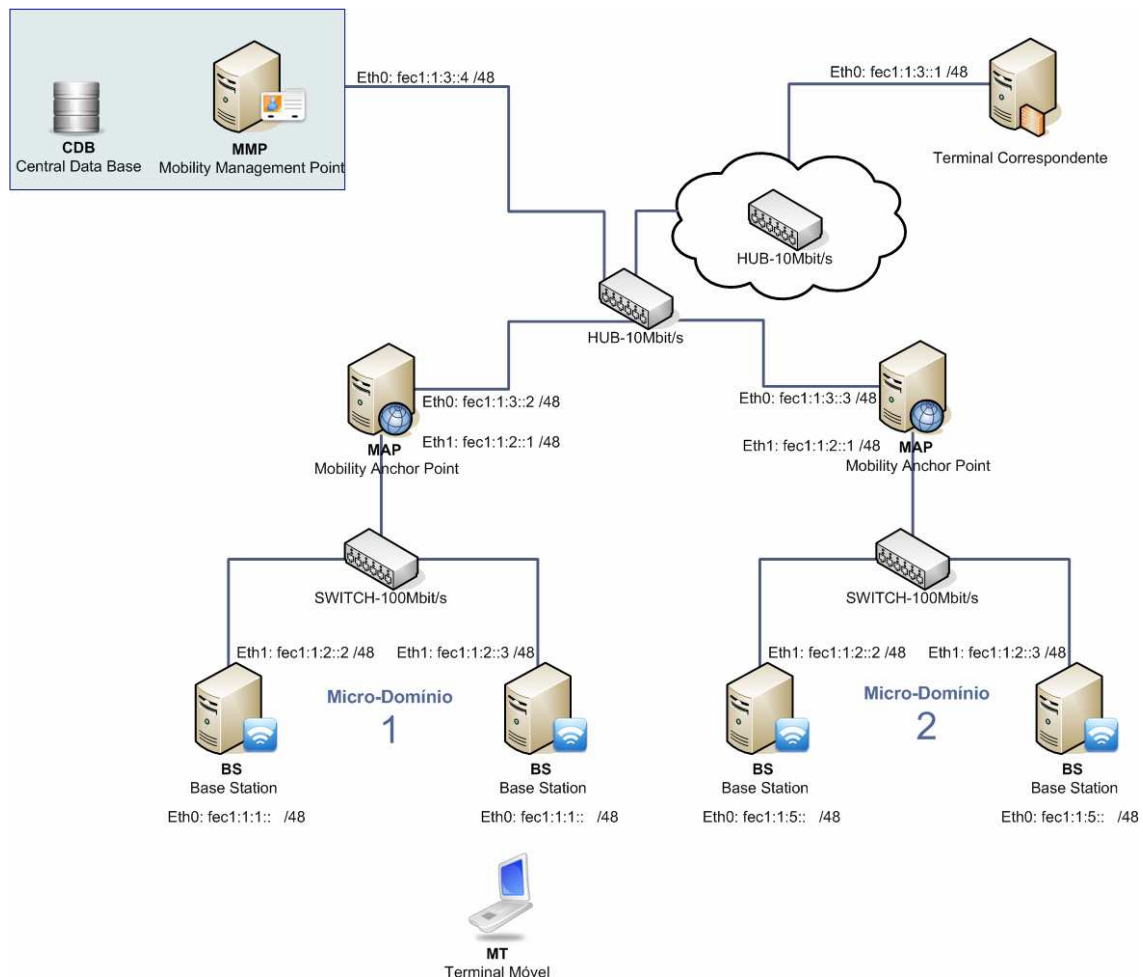 Eth0: fec1:1:3::4 /48
Eth0: fec1:1:3::1 /48
CDB
Central Data Base
MMP
Mobility Management Point
Terminal Correspondente
HUB-10Mbit/s
HUB-10Mbit/s
Eth0: fec1:1:3::2 /48
Eth1: fec1:1:2::1 /48
MAP
Mobility Anchor Point
Eth0: fec1:1:3::3 /48
Eth1: fec1:1:2::1 /48
MAP
Mobility Anchor Point
SWITCH-100Mbit/s
SWITCH-100Mbit/s
Eth1: fec1:1:2::2 /48
Eth1: fec1:1:2::3 /48
Eth1: fec1:1:2::2 /48
Eth1: fec1:1:2::3 /48
Micro-Domínio
1
Micro-Domínio
2
BS
Base Station
Eth0: fec1:1:1:: /48
BS
Base Station
Eth0: fec1:1:1:: /48
BS
Base Station
Eth0: fec1:1:5:: /48
BS
Base Station
Eth0: fec1:1:5:: /48
MT
Terminal Móvel